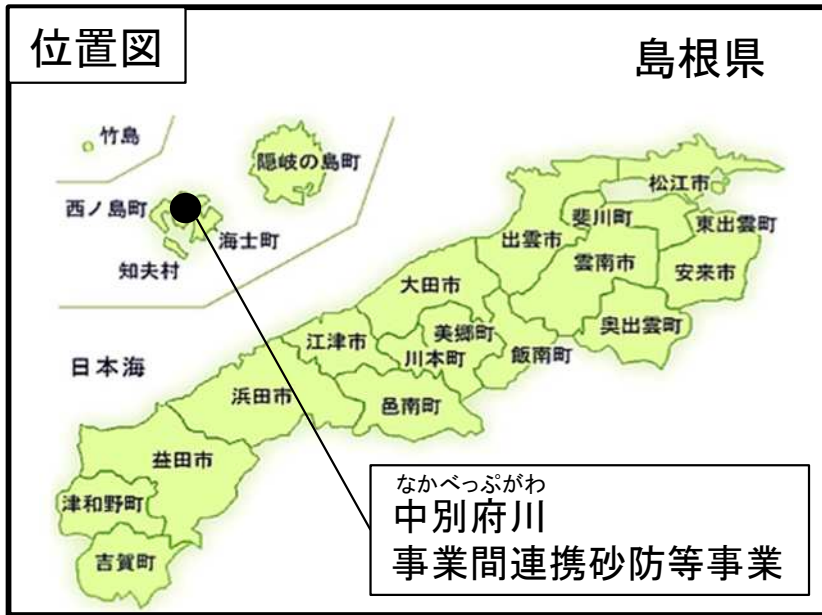 位置図
島根県
竹島
隠岐の島町
西ノ島町
海士町
知夫村
松江市
斐川町
東出雲町
出雲市
雲南市
安来市
大田市
奥出雲町
美郷町
江津市
川本町
飯南町
日本海
浜田市
邑南町
益田市
津和野町
吉賀町
なかべっぷがわ
中別府川
事業間連携砂防等事業